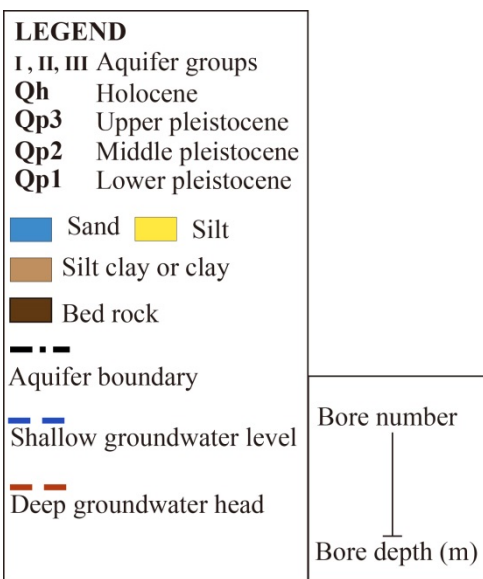 LEGEND
I , II, III Aquifer groups
Qh Holocene
Qp3 Upper pleistocene
Qp2 Middle pleistocene
Qp1 Lower pleistocene
Sand Silt
Silt clay or clay
Bed rock
Aquifer boundary
Shallow groundwater level
Deep groundwater head
Bore number
Bore depth (m)